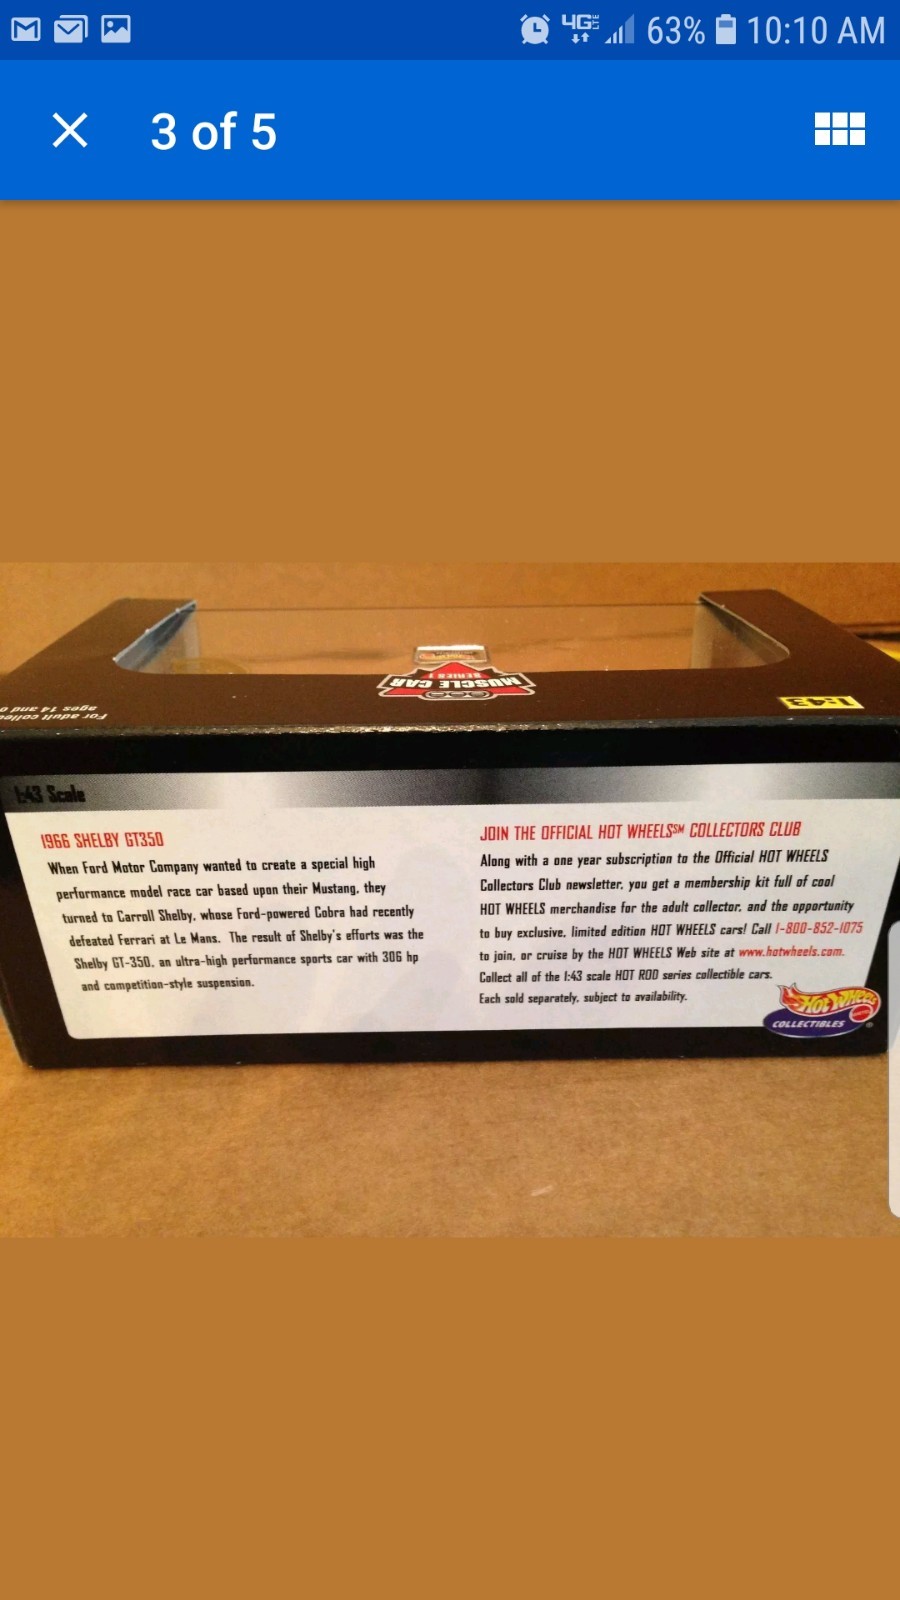 63% 10:10 AM
3 of 5
MUSCLE CAR
SERIES 1
1:43
For adult
ages 14 and
1:43 Scale
1966 SHELBY GT350
When Ford Motor Company wanted to create a special high
performance model race car based upon their Mustang, they
turned to Carroll Shelby, whose Ford-powered Cobra had recently
defeated Ferrari at Le Mans. The result of Shelby's efforts was the
Shelby GT-350, an ultra-high performance sports car with 306 hp
and competition-style suspension.
JOIN THE OFFICIAL HOT WHEELS℠ COLLECTORS CLUB
Along with a one year subscription to the Official HOT WHEELS
Collectors Club newsletter, you get a membership kit full of cool
HOT WHEELS merchandise for the adult collector, and the opportunity
to buy exclusive, limited edition HOT WHEELS cars! Call 1-800-852-1075
to join, or cruise by the HOT WHEELS Web site at www.hotwheels.com.
Collect all of the 1:43 scale HOT ROD series collectible cars.
Each sold separately, subject to availability.
Hot Wheels
COLLECTIBLES ®